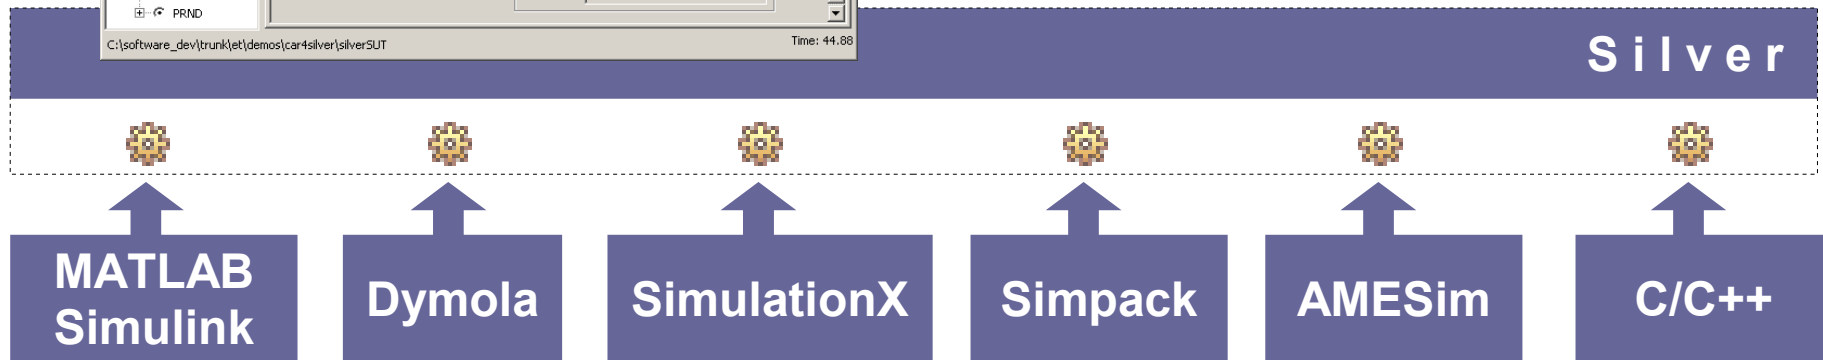 PRND
C:\software_dev\trunk\et\demos\car4silver\silverSUT
Time: 44.88
Silver
MATLAB
Simulink
Dymola
SimulationX
Simpack
AMESim
C/C++